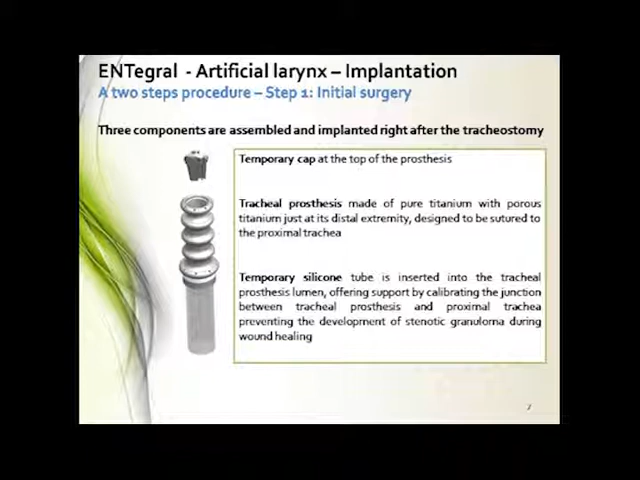 ENTegral - Artificial larynx – Implantation
A two steps procedure – Step 1: Initial surgery
Three components are assembled and implanted right after the tracheostomy
Temporary cap at the top of the prosthesis
Tracheal prosthesis made of pure titanium with porous
titanium just at its distal extremity, designed to be sutured to
the proximal trachea
Temporary silicone tube is inserted into the tracheal
prosthesis lumen, offering support by calibrating the junction
between tracheal prosthesis and proximal trachea
preventing the development of stenotic granuloma during
wound healing
7